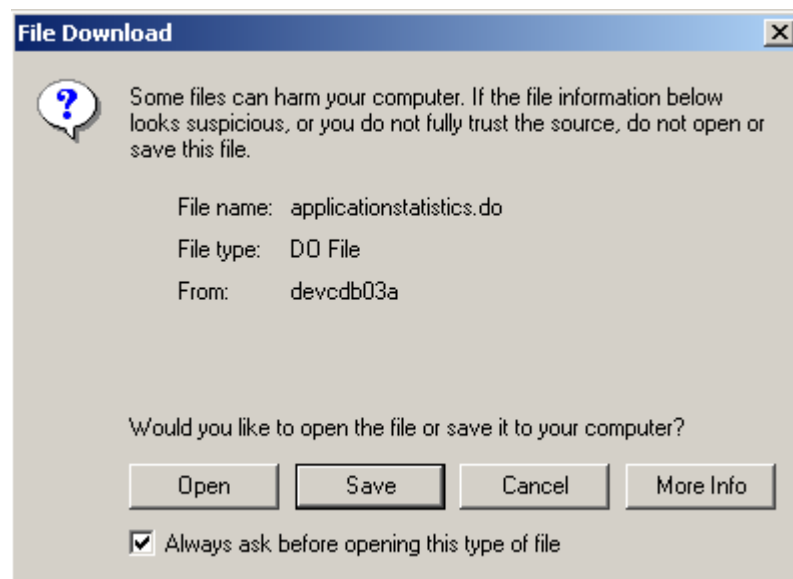 File Download
Some files can harm your computer. If the file information below
looks suspicious, or you do not fully trust the source, do not open or
save this file.
File name: applicationstatistics.do
File type: DO File
From: devcdb03a
Would you like to open the file or save it to your computer?
Open Save Cancel More Info
Always ask before opening this type of file